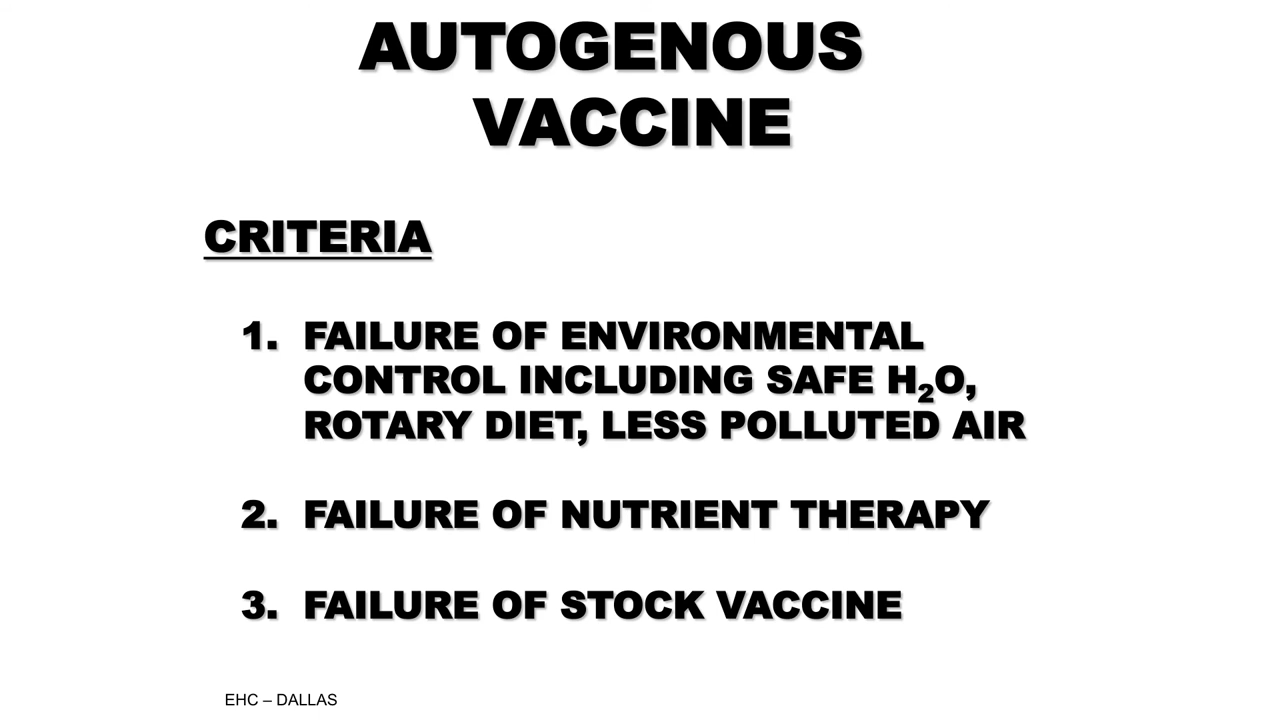 AUTOGENOUS
VACCINE
CRITERIA
1. FAILURE OF ENVIRONMENTAL
CONTROL INCLUDING SAFE H₂O,
ROTARY DIET, LESS POLLUTED AIR
2. FAILURE OF NUTRIENT THERAPY
3. FAILURE OF STOCK VACCINE
EHC – DALLAS